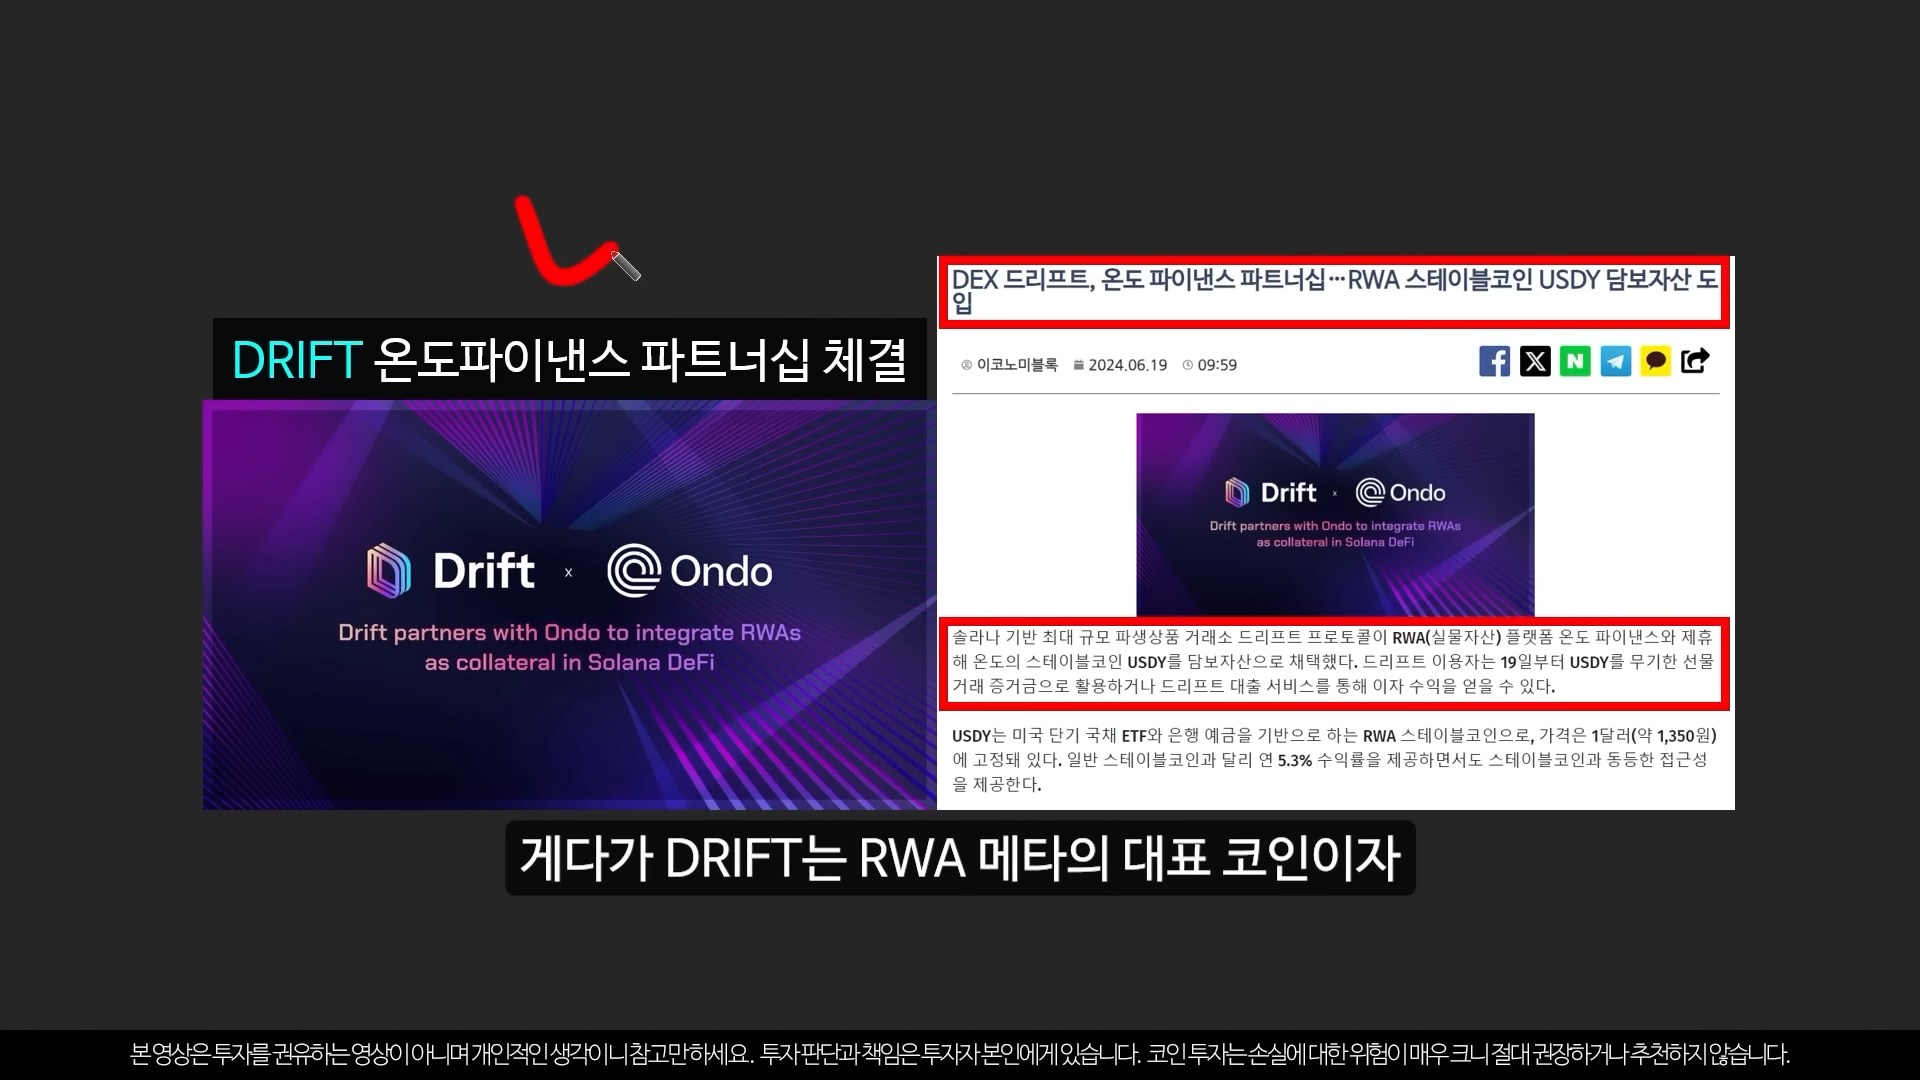 DRIFT 온도파이낸스 파트너십 체결
Drift x Ondo
Drift partners with Ondo to integrate RWAs
as collateral in Solana DeFi
DEX 드리프트, 온도 파이낸스 파트너십…RWA 스테이블코인 USDY 담보자산 도
입
이코노미블록 2024.06.19 09:59
Drift x Ondo
Drift partners with Ondo to integrate RWAs
as collateral in Solana DeFi
솔라나 기반 최대 규모 파생상품 거래소 드리프트 프로토콜이 RWA(실물자산) 플랫폼 온도 파이낸스와 제휴
해 온도의 스테이블코인 USDY를 담보자산으로 채택했다. 드리프트 이용자는 19일부터 USDY를 무기한 선물
거래 증거금으로 활용하거나 드리프트 대출 서비스를 통해 이자 수익을 얻을 수 있다.
USDY는 미국 단기 국채 ETF와 은행 예금을 기반으로 하는 RWA 스테이블코인으로, 가격은 1달러(약 1,350원)
에 고정돼 있다. 일반 스테이블코인과 달리 연 5.3% 수익률을 제공하면서도 스테이블코인과 동등한 접근성
을 제공한다.
게다가 DRIFT는 RWA 메타의 대표 코인이자
본 영상은 투자를 권유하는 영상이 아니며 개인적인 생각이니 참고만 하세요. 투자 판단과 책임은 투자자 본인에게 있습니다. 코인 투자는 손실에 대한 위험이 매우 크니 절대 권장하거나 추천하지 않습니다.